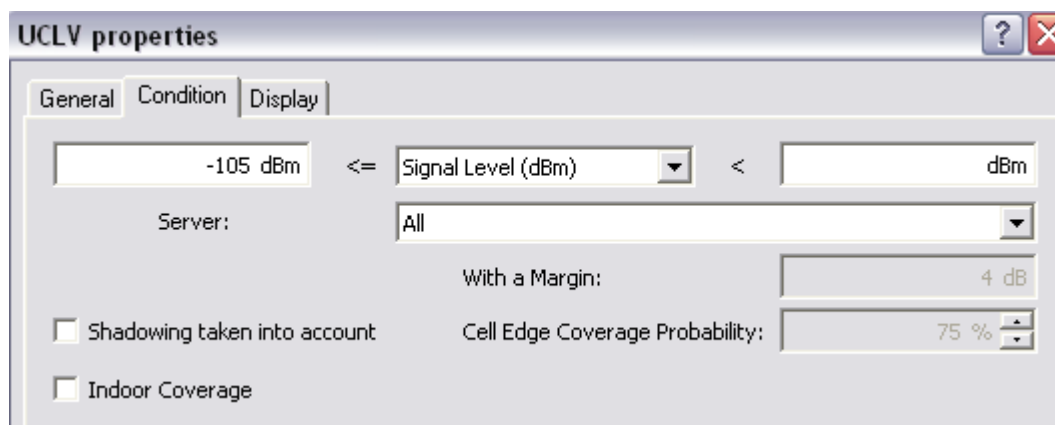 UCLV properties
General Condition Display
-105 dBm <= Signal Level (dBm) < dBm
Server: All
With a Margin: 4 dB
Shadowing taken into account Cell Edge Coverage Probability: 75 %
Indoor Coverage